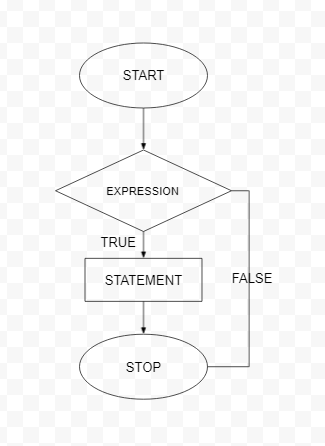 START
EXPRESSION
TRUE
STATEMENT
FALSE
STOP